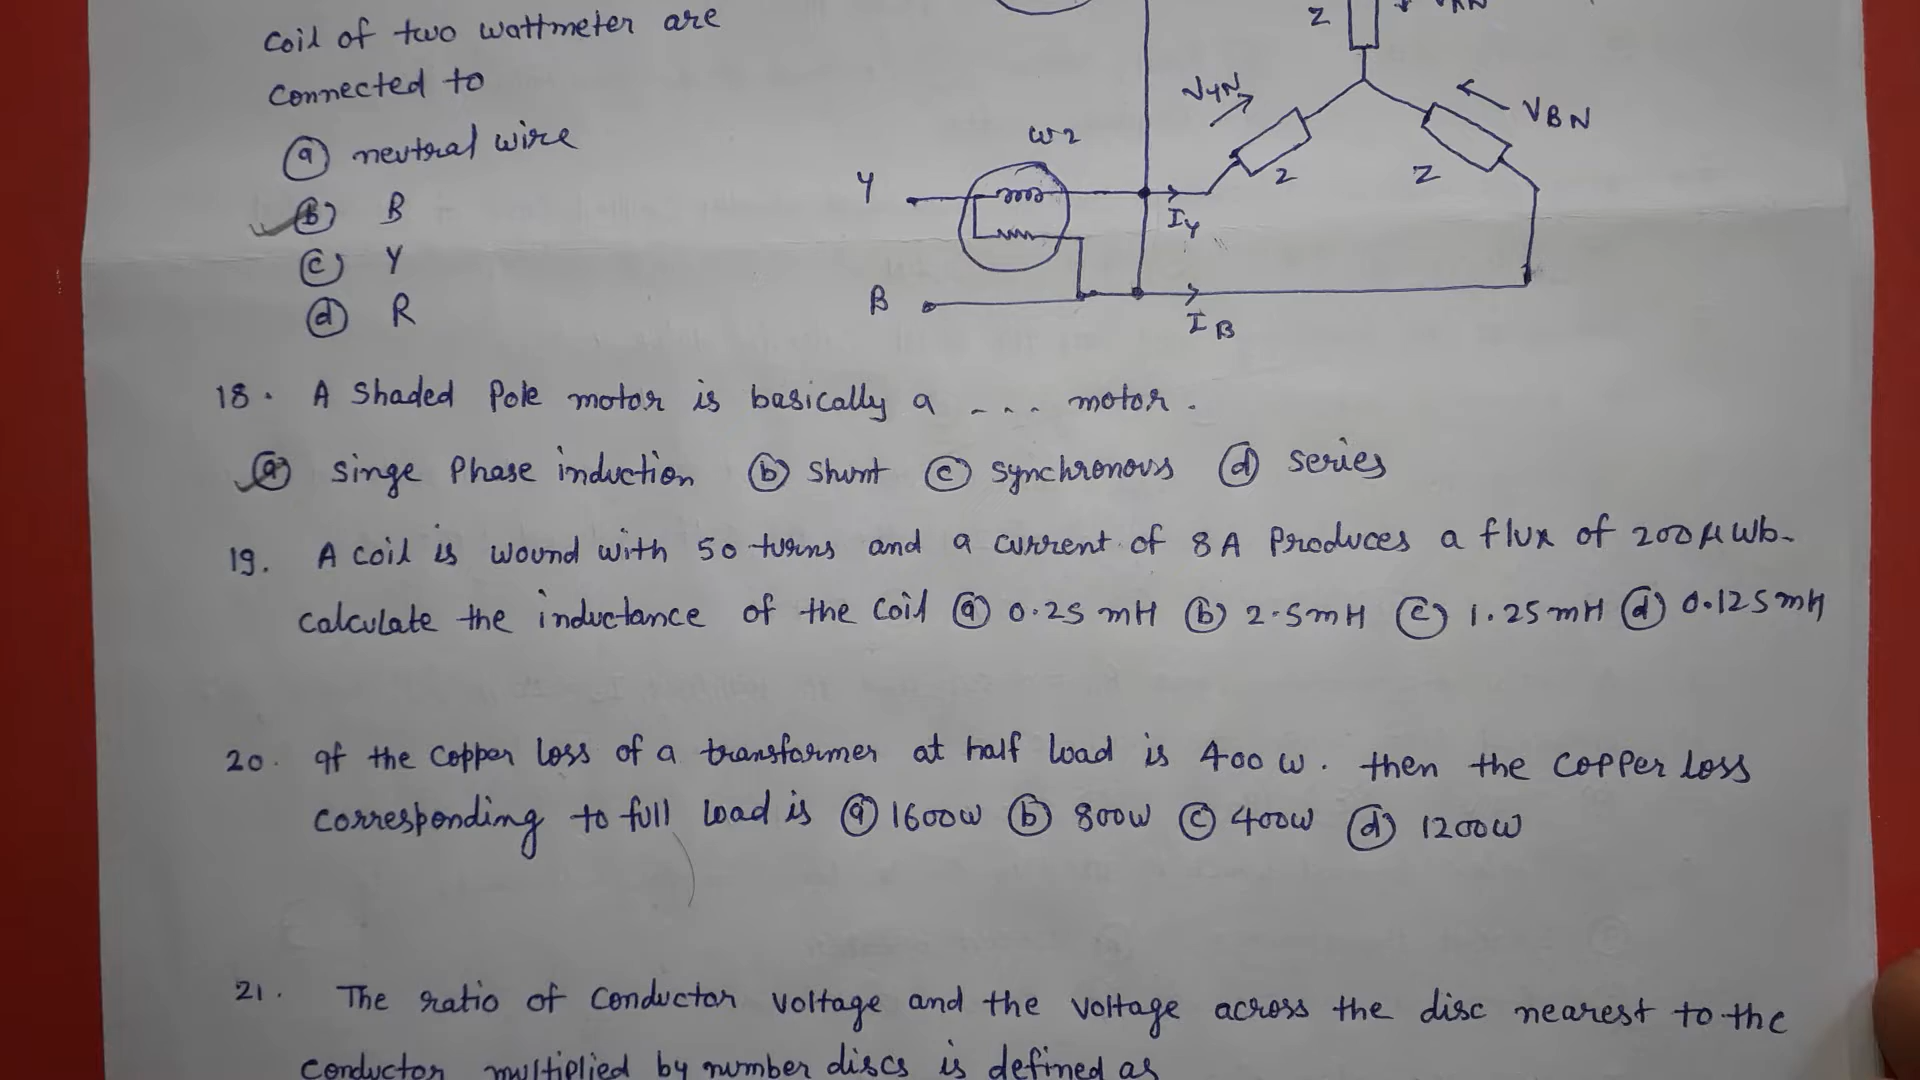 coil of two wattmeter are
connected to
(a) neutral wire
(b) B
(c) Y
(d) R
Z
VYN
VBN
W2
Z
Z
Y
IY
B
IB
18. A Shaded Pole motor is basically a .... motor.
(a) singe Phase induction (b) shunt (c) synchronous (d) series
19. A coil is wound with 50 turns and a current of 8A Produces a flux of 200 μ Wb.
calculate the inductance of the coil (a) 0.25 mH (b) 2.5mH (c) 1.25 mH (d) 0.125 mH
20. If the copper loss of a transformer at half load is 400 W. then the copper loss
corresponding to full load is (a) 1600W (b) 800W (c) 400W (d) 1200W
21. The ratio of conductor voltage and the voltage across the disc nearest to the
conductor multiplied by number discs is defined as